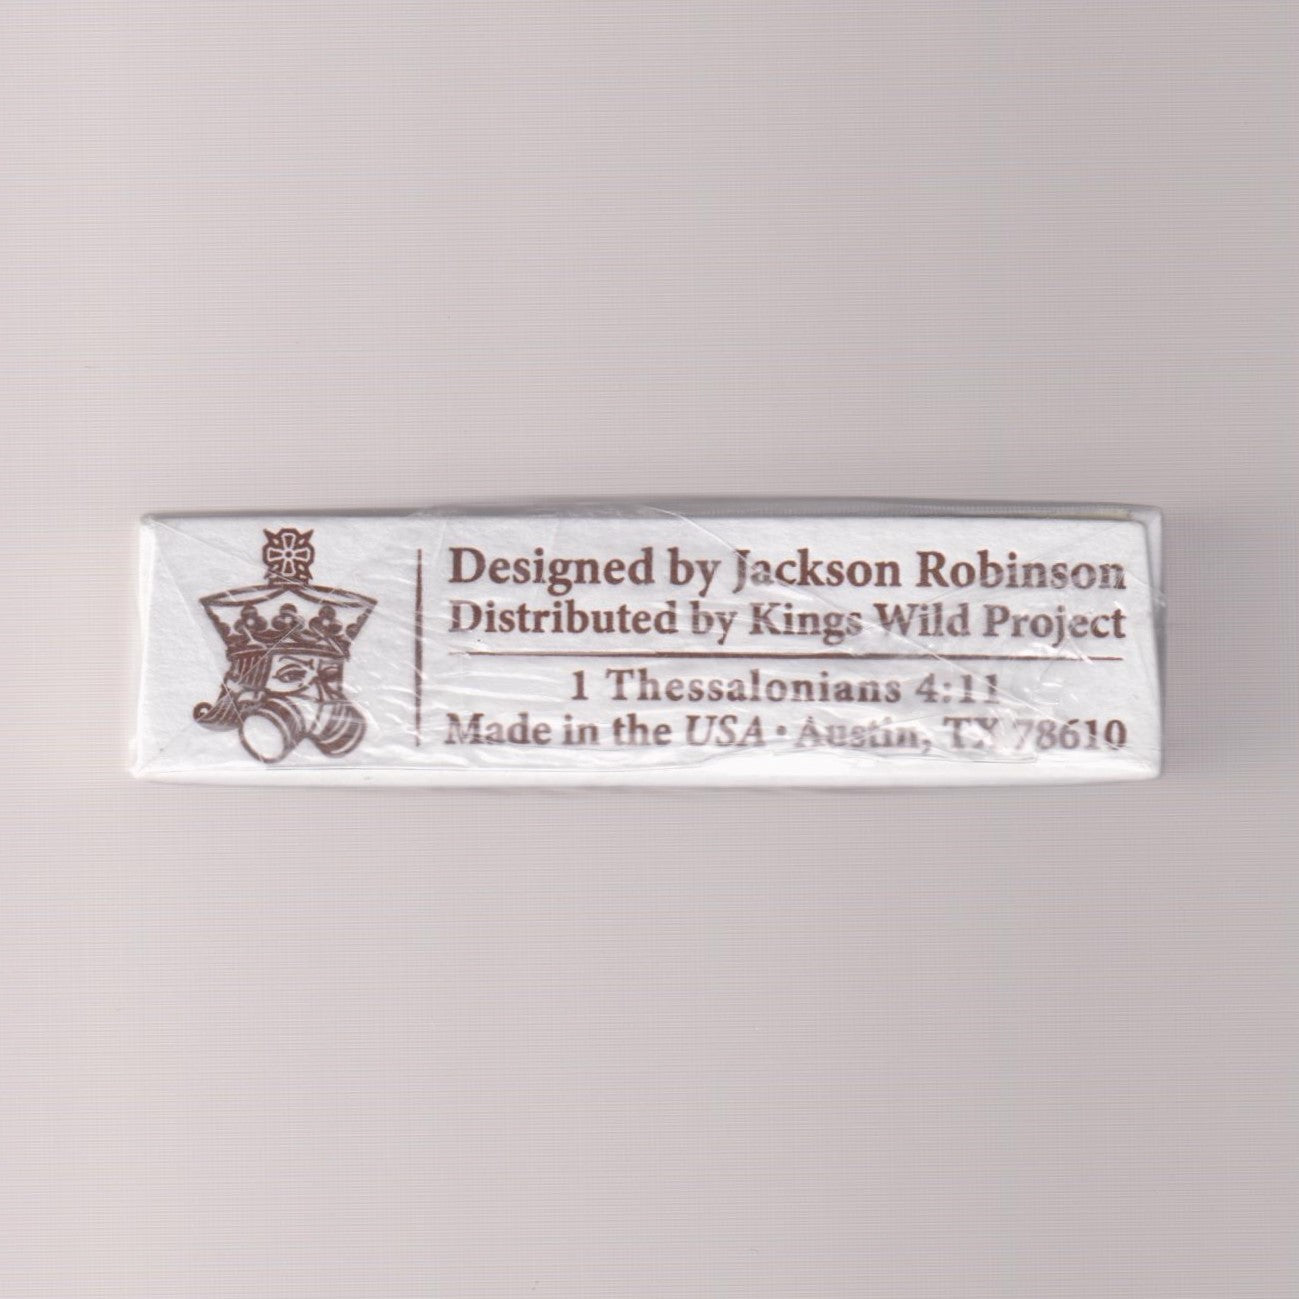 Designed by Jackson Robinson
Distributed by Kings Wild Project
1 Thessalonians 4:11
Made in the USA • Austin, TX 78610